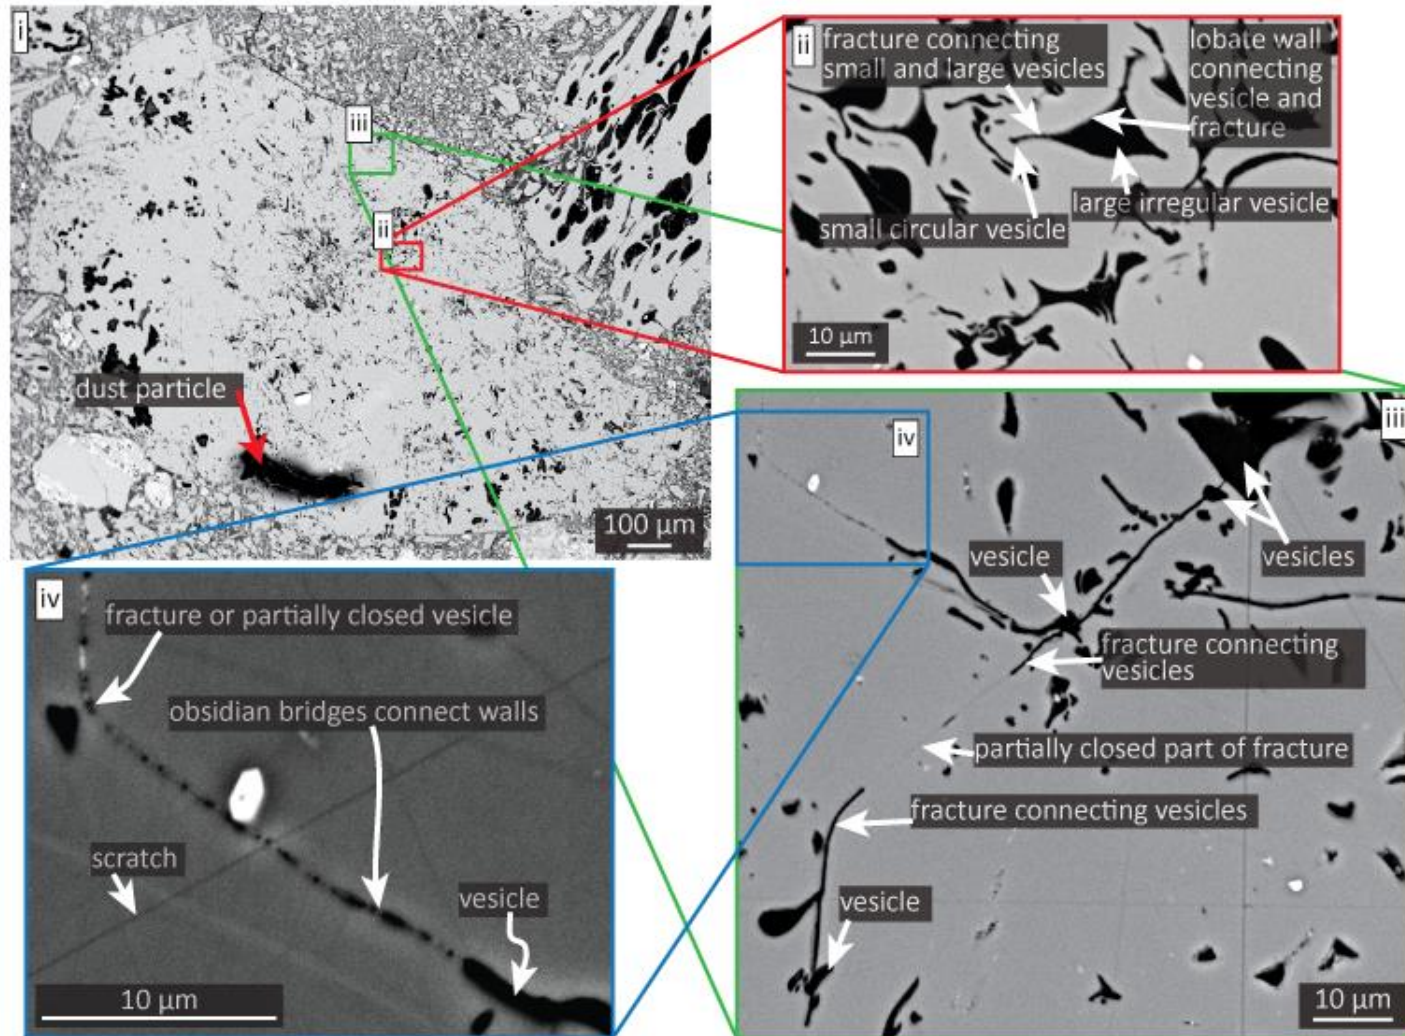 i
iii
ii
dust particle
100 µm
ii
fracture connecting
small and large vesicles
lobate wall
connecting
vesicle and
fracture
small circular vesicle
large irregular vesicle
10 µm
iv
iii
vesicle
vesicles
fracture connecting
vesicles
partially closed part of fracture
fracture connecting vesicles
vesicle
10 µm
iv
fracture or partially closed vesicle
obsidian bridges connect walls
scratch
vesicle
10 µm